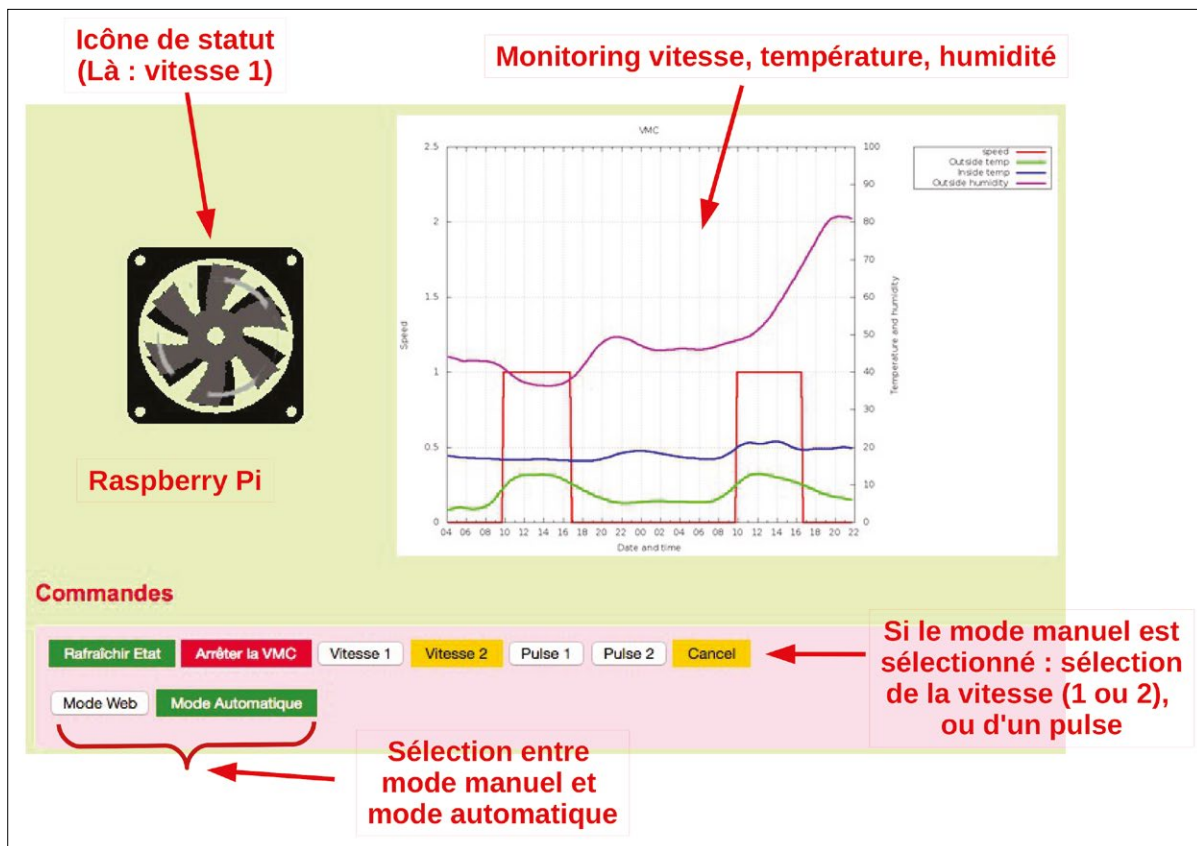 Icône de statut
(Là : vitesse 1)
Monitoring vitesse, température, humidité
VMC
2.5
2
1.5
1
0.5
0
Speed
100
90
80
70
60
50
40
30
20
10
0
Temperature and humidity
speed
Outside temp
Inside temp
Outside humidity
04 06 08 10 12 14 16 18 20 22 00 02 04 06 08 10 12 14 16 18 20 22
Date and time
Raspberry Pi
Commandes
Rafraîchir Etat Arrêter la VMC Vitesse 1 Vitesse 2 Pulse 1 Pulse 2 Cancel
Mode Web Mode Automatique
Si le mode manuel est
sélectionné : sélection
de la vitesse (1 ou 2),
ou d'un pulse
Sélection entre
mode manuel et
mode automatique